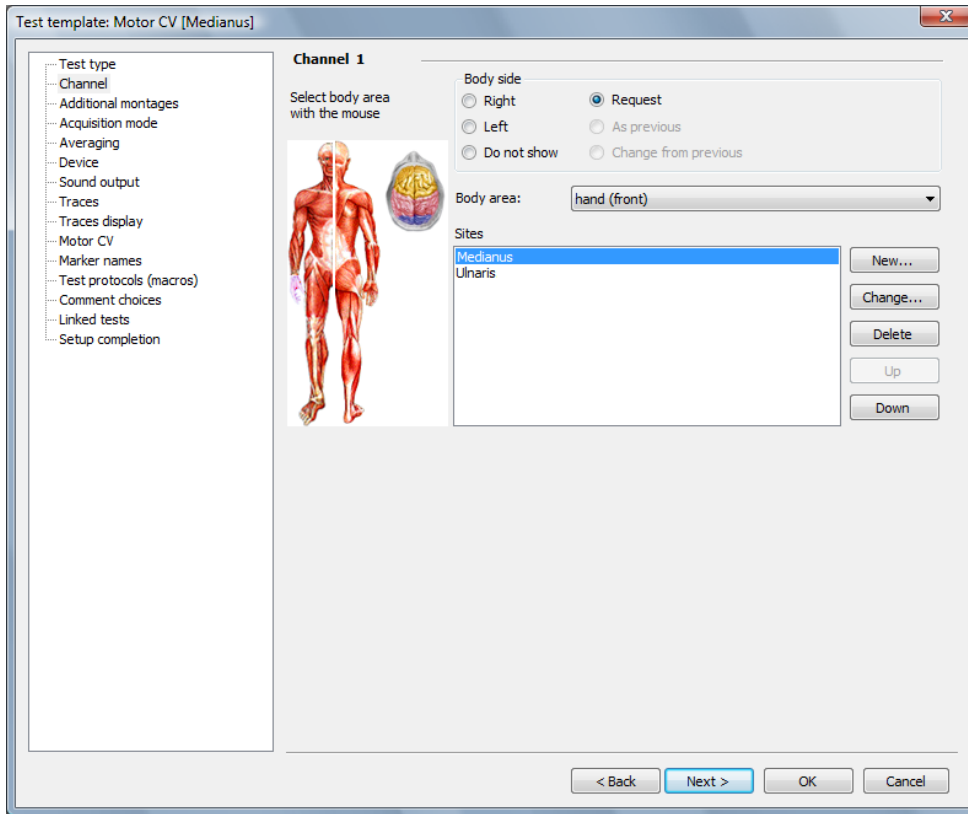 Test template: Motor CV [Medianus]
Test type
Channel
Additional montages
Acquisition mode
Averaging
Device
Sound output
Traces
Traces display
Motor CV
Marker names
Test protocols (macros)
Comment choices
Linked tests
Setup completion
Channel 1
Select body area
with the mouse
Body side
Right
Request
Left
As previous
Do not show
Change from previous
Body area:
hand (front)
Sites
Medianus
Ulnaris
New...
Change...
Delete
Up
Down
< Back
Next >
OK
Cancel